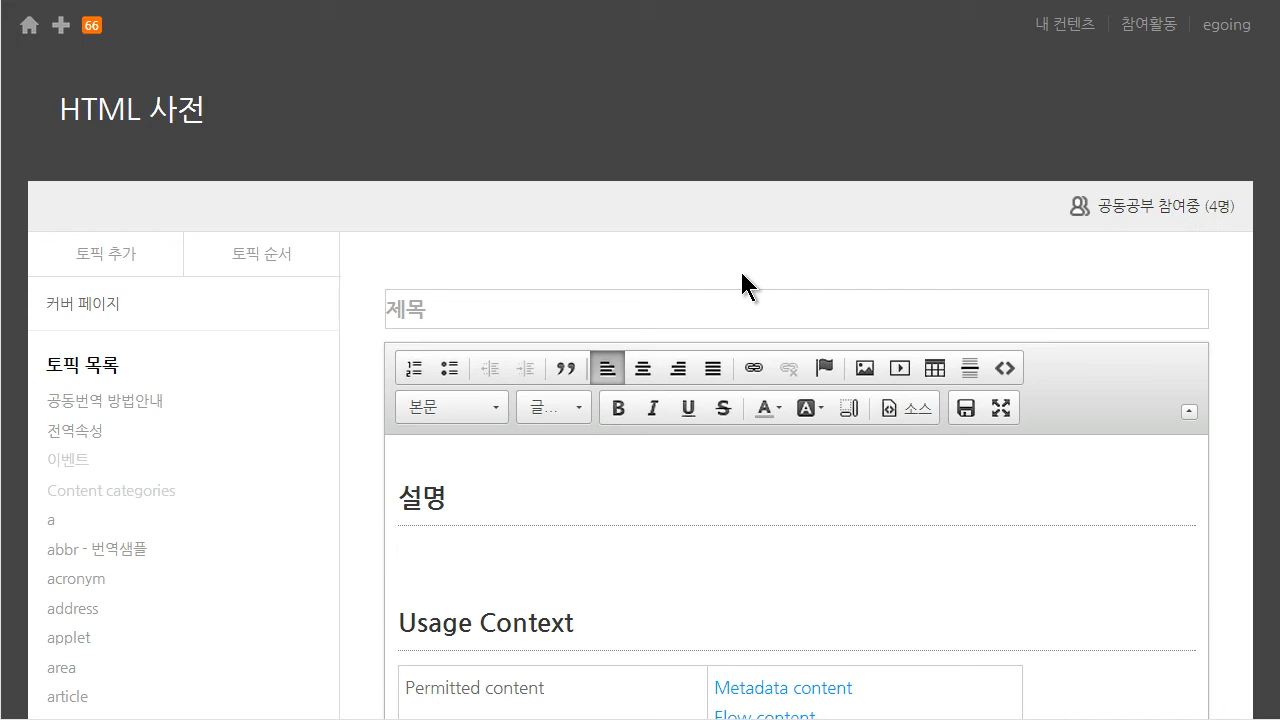 66
내 컨텐츠 참여활동 egoing
HTML 사전
공동공부 참여중 (4명)
토픽 추가 토픽 순서
커버 페이지
토픽 목록
공동번역 방법안내
전역속성
이벤트
Content categories
a
abbr - 번역샘플
acronym
address
applet
area
article
제목
본문 글... B I U S A A 소스
설명
Usage Context
Permitted content Metadata content
Flow content